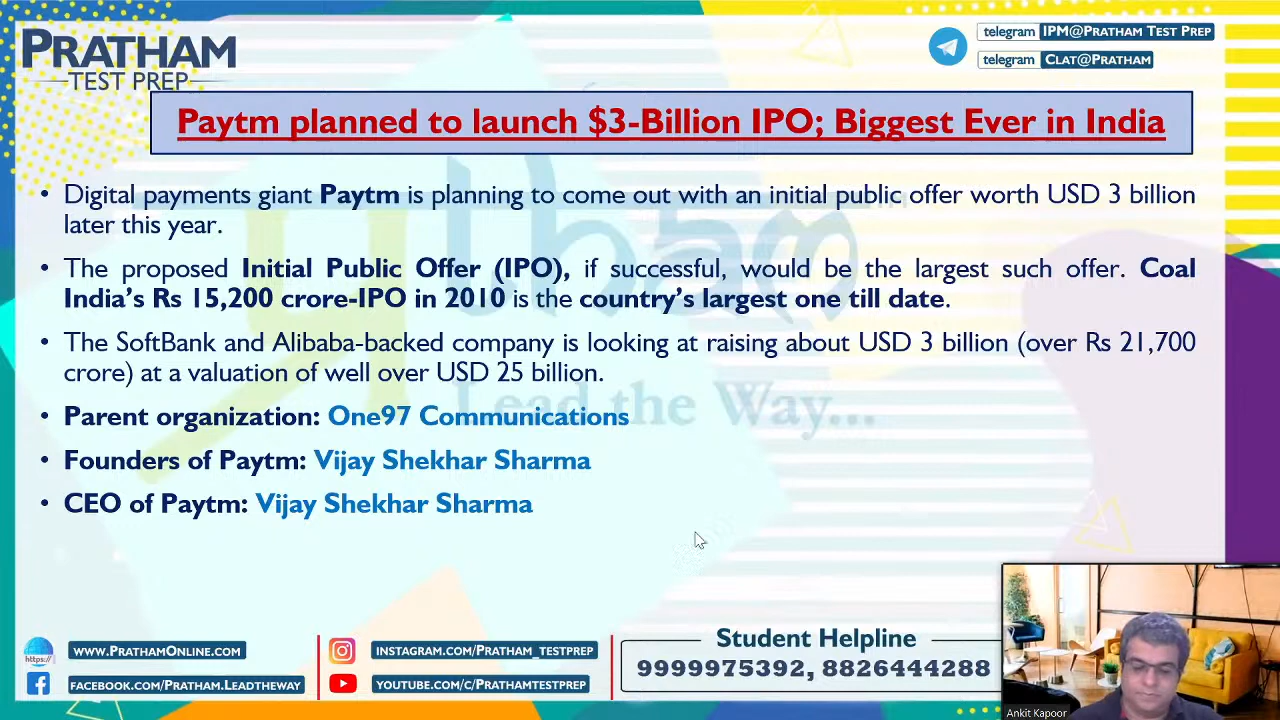 PRATHAM
TEST PREP
telegram IPM@PRATHAM TEST PREP
telegram CLAT@PRATHAM
Paytm planned to launch $3-Billion IPO; Biggest Ever in India
• Digital payments giant Paytm is planning to come out with an initial public offer worth USD 3 billion
later this year.
• The proposed Initial Public Offer (IPO), if successful, would be the largest such offer. Coal
India's Rs 15,200 crore-IPO in 2010 is the country's largest one till date.
• The SoftBank and Alibaba-backed company is looking at raising about USD 3 billion (over Rs 21,700
crore) at a valuation of well over USD 25 billion.
Lead the Way...
• Parent organization: One97 Communications
• Founders of Paytm: Vijay Shekhar Sharma
• CEO of Paytm: Vijay Shekhar Sharma
https://
WWW.PRATHAMONLINE.COM
INSTAGRAM.COM/PRATHAM_TESTPREP
FACEBOOK.COM/PRATHAM.LEADTHEWAY
YOUTUBE.COM/C/PRATHAMTESTPREP
Student Helpline
9999975392, 8826444288
Ankit Kapoor